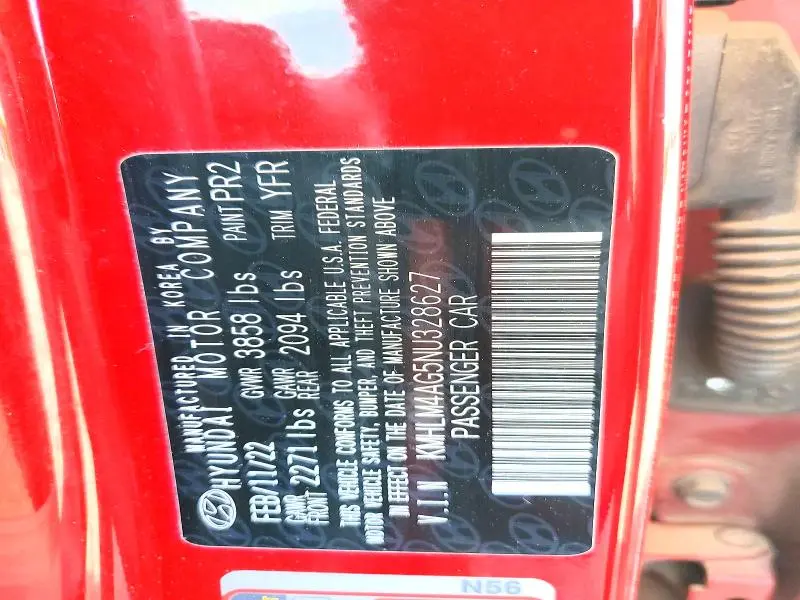 MANUFACTURED IN KOREA BY
HYUNDAI MOTOR COMPANY
FEB/11/22 GVWR 3858 lbs PAINT PR2
GAWR FRONT 2271 lbs GAWR REAR 2094 lbs TRIM YFR
THIS VEHICLE CONFORMS TO ALL APPLICABLE U.S.A. FEDERAL
MOTOR VEHICLE SAFETY, BUMPER, AND THEFT PREVENTION STANDARDS
IN EFFECT ON THE DATE OF MANUFACTURE SHOWN ABOVE
V.I.N KMHLM4AG5NU328627
PASSENGER CAR
N56